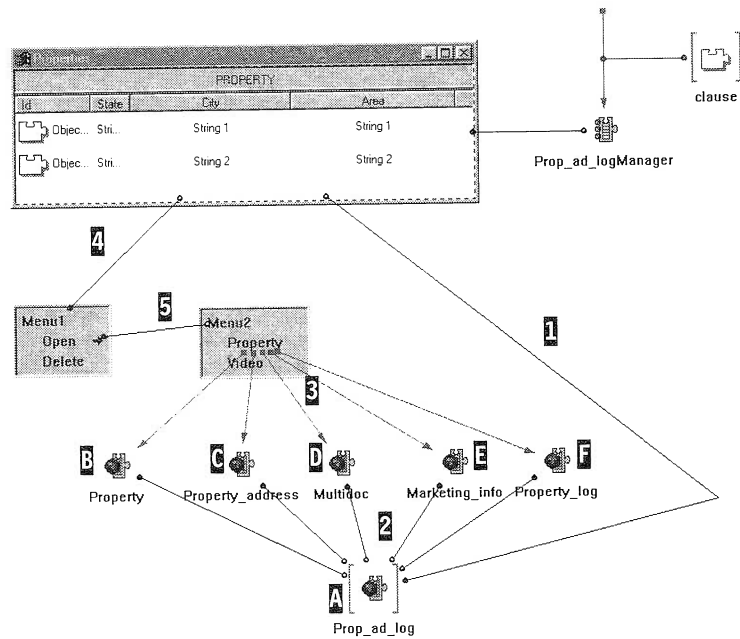 Properties
PROPERTY
Id State City Area
Objec... Stri... String 1 String 1
Objec... Stri... String 2 String 2
clause
Prop_ad_logManager
4
5
1
Menu1
Open
Delete
Menu2
Property
Video
3
B
C
D
E
F
Property
Property_address
Multidoc
Marketing_info
Property_log
2
A
Prop_ad_log